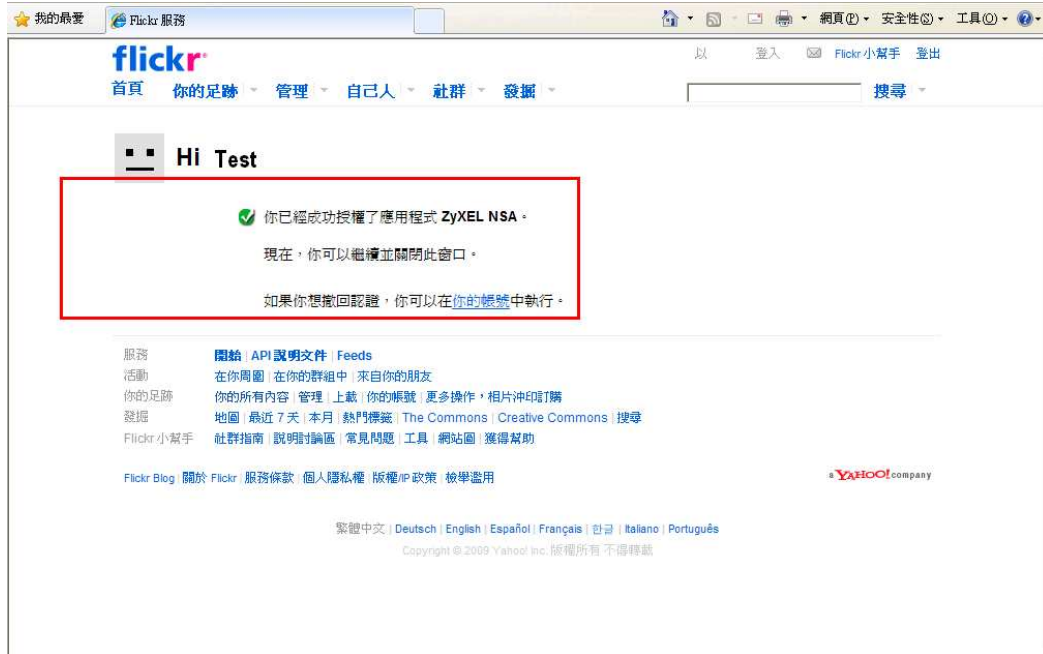 我的最愛 Flickr 服務 網頁(P) 安全性(S) 工具(O)
flickr 以 登入 Flickr 小幫手 登出
首頁 你的足跡 管理 自己人 社群 發掘 搜尋
Hi Test
你已經成功授權了應用程式 ZyXEL NSA。
現在，你可以繼續並關閉此窗口。
如果你想撤回認證，你可以在你的帳號中執行。
服務 開始 | API 說明文件 | Feeds
活動 在你周圍 | 在你的群組中 | 來自你的朋友
你的足跡 你的所有內容 | 管理 | 上載 | 你的帳號 | 更多操作，相片沖印訂購
發掘 地圖 | 最近 7 天 | 本月 | 熱門標籤 | The Commons | Creative Commons | 搜尋
Flickr 小幫手 社群指南 | 說明討論區 | 常見問題 | 工具 | 網站圖 | 獲得幫助
Flickr Blog | 關於 Flickr | 服務條款 | 個人隱私權 | 版權/IP 政策 | 檢舉濫用
a YAHOO! company
繁體中文 | Deutsch | English | Español | Français | 한글 | Italiano | Português
Copyright © 2009 Yahoo! Inc. 版權所有 不得轉載